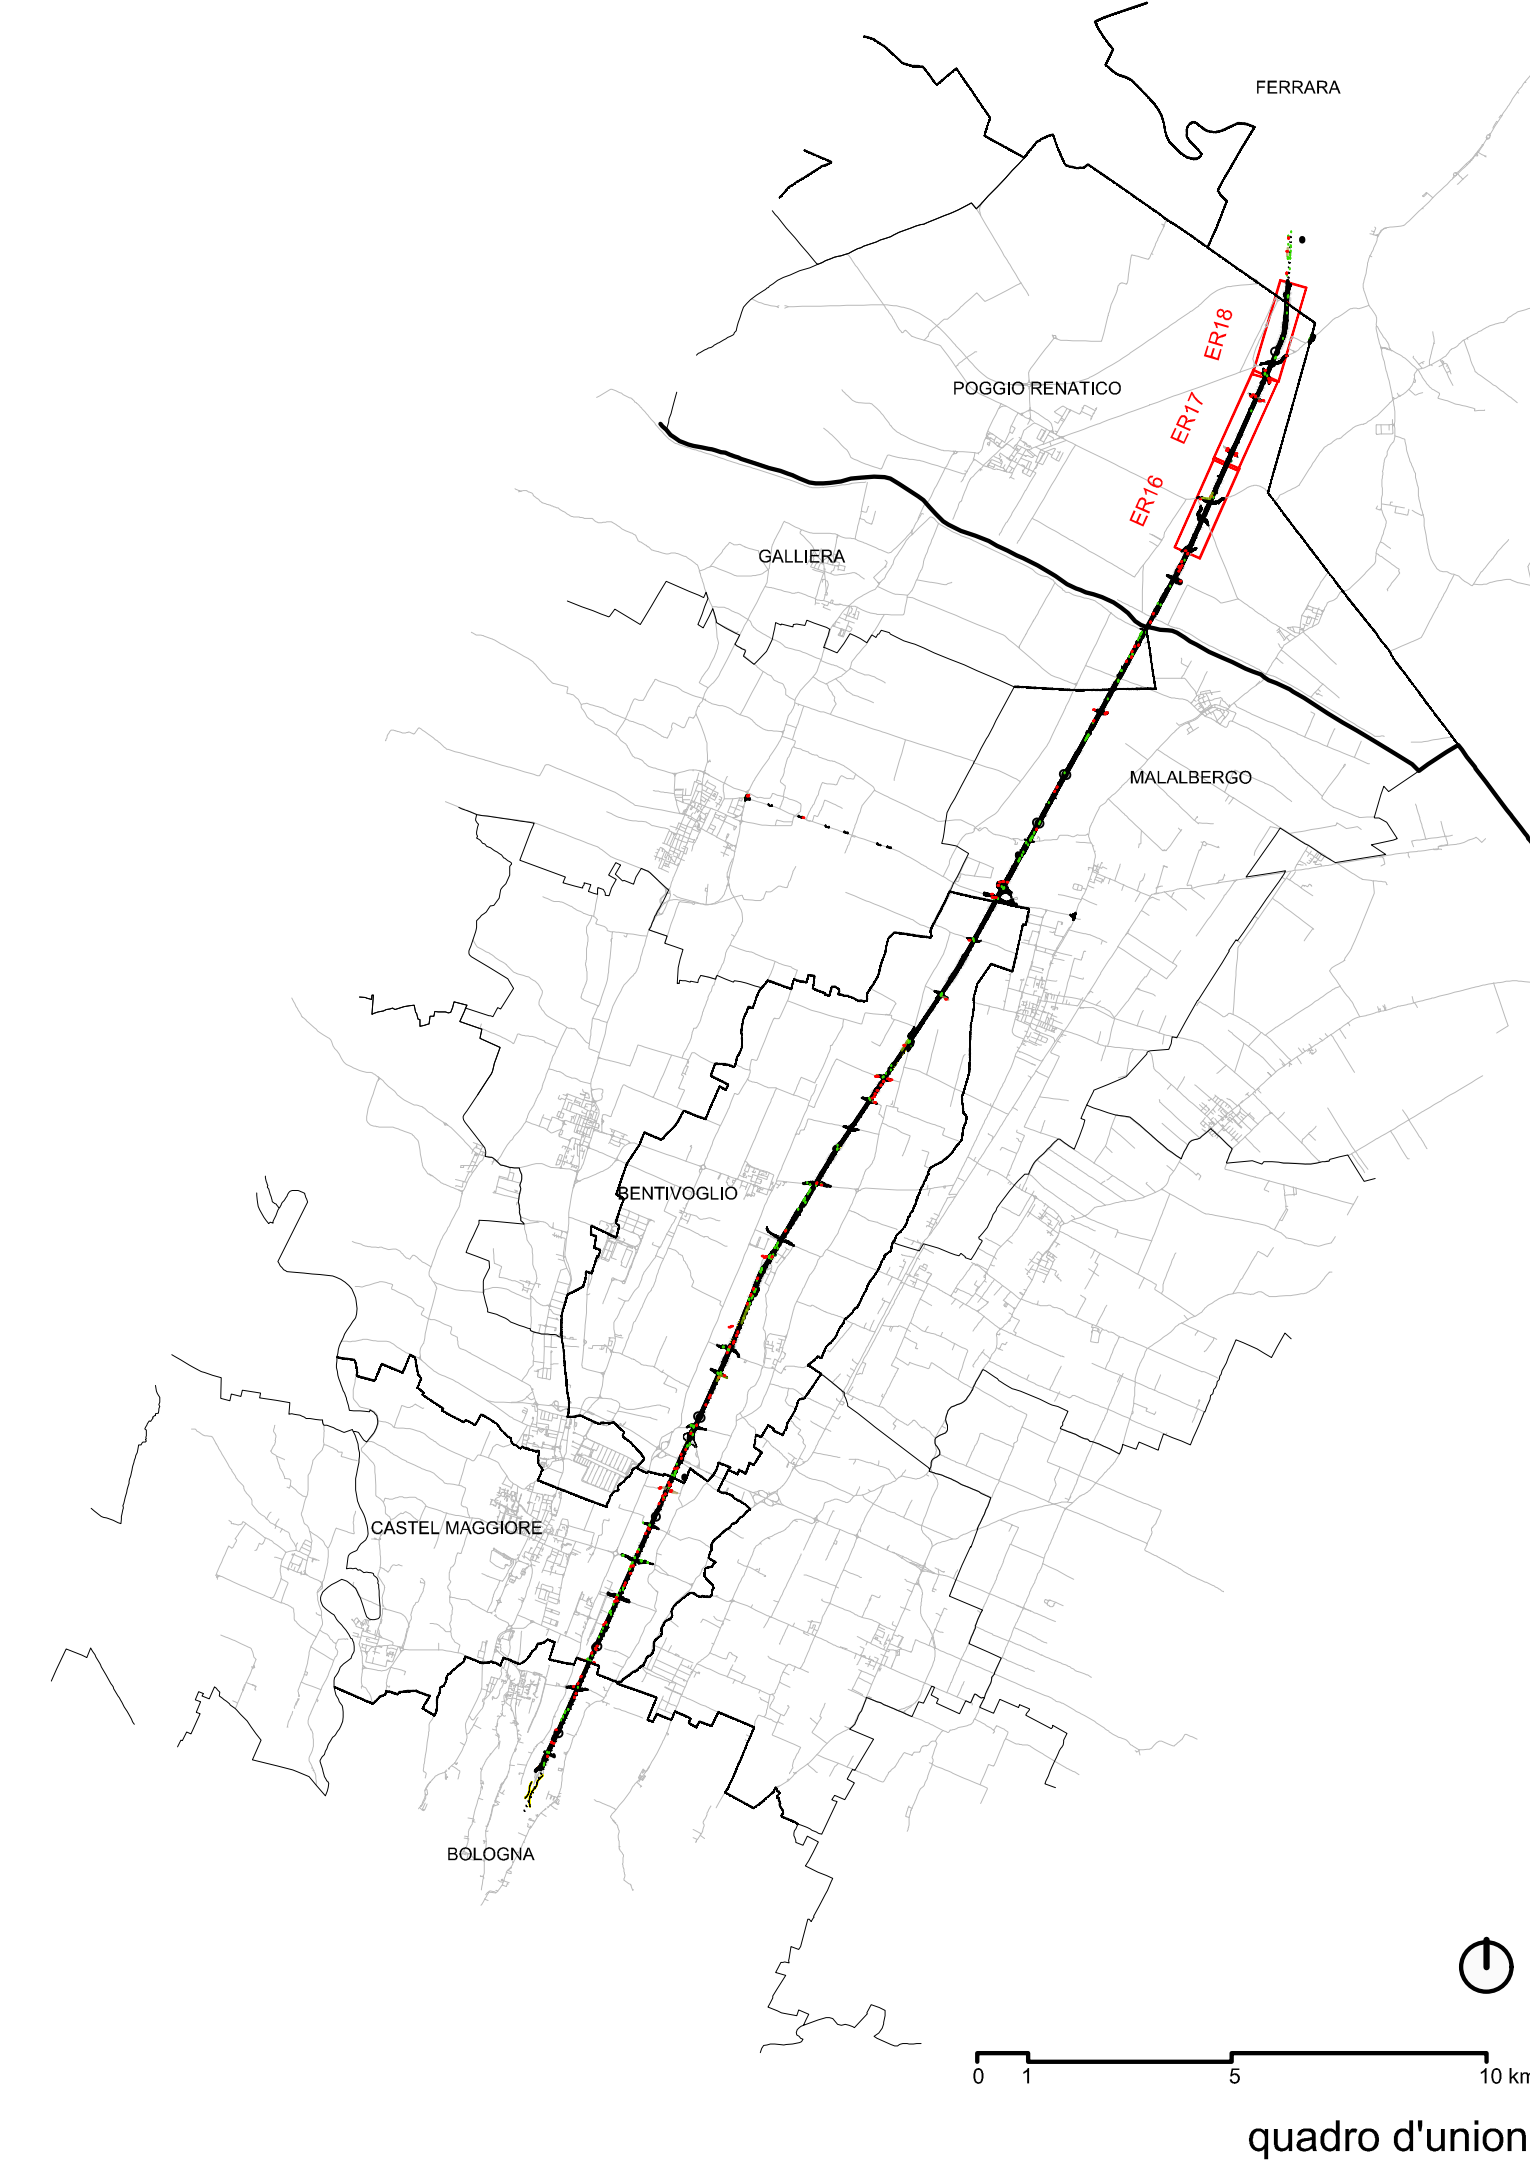 FERRARA
ER18
POGGIO RENATICO
ER17
ER16
GALLIERA
MALALBERGO
BENTIVOGLIO
CASTEL MAGGIORE
BOLOGNA
0 1 5 10 km
quadro d'union